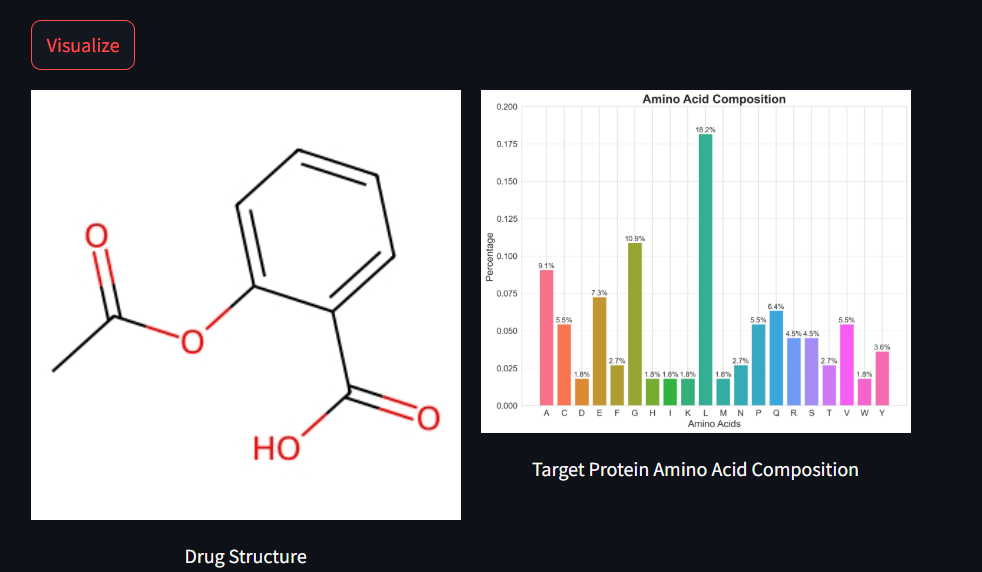 Visualize
O
O
O
HO
Drug Structure
Amino Acid Composition
Percentage
0.200
0.175
0.150
0.125
0.100
0.075
0.050
0.025
0.000
9.1% 5.5% 1.8% 7.3% 2.7% 10.9% 1.8% 1.8% 1.8% 18.2% 1.8% 2.7% 5.5% 6.4% 4.5% 4.5% 2.7% 5.5% 1.8% 3.6%
A C D E F G H I K L M N P Q R S T V W Y
Amino Acids
Target Protein Amino Acid Composition